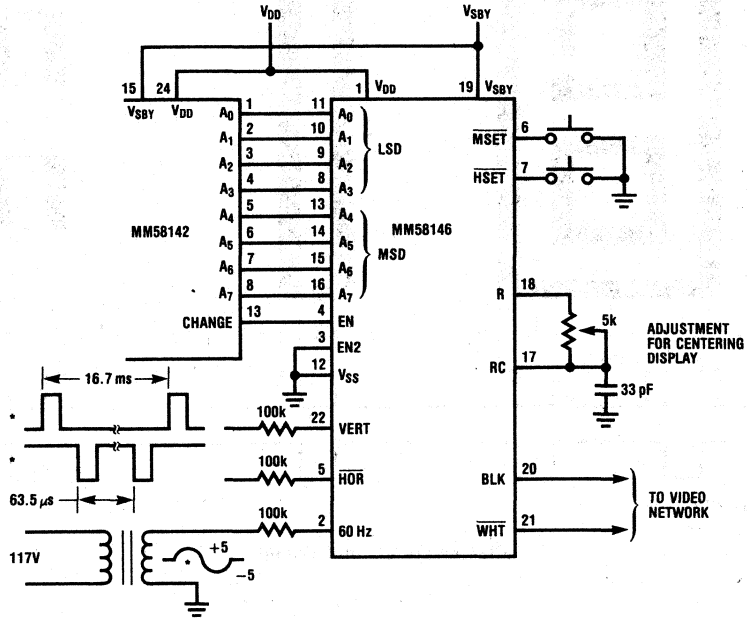 VDD
VSBY
15
24
1
19
VSBY
VDD
VDD
VSBY
A0 1 11 A0
A1 2 10 A1
A2 3 9 A2
A3 4 8 A3
LSD
A4 5 13 A4
A5 6 14 A5
A6 7 15 A6
A7 8 16 A7
MSD
MM58142
MM58146
CHANGE 13 4 EN
3 EN2
12 VSS
MSET 6
HSET 7
R 18
5k
RC 17
33 pF
ADJUSTMENT
FOR CENTERING
DISPLAY
16.7 ms
*
*
63.5 μs
100k 22 VERT
100k 5 HOR
100k 2 60 Hz
117V
+5
*
−5
BLK 20
WHT 21
TO VIDEO
NETWORK